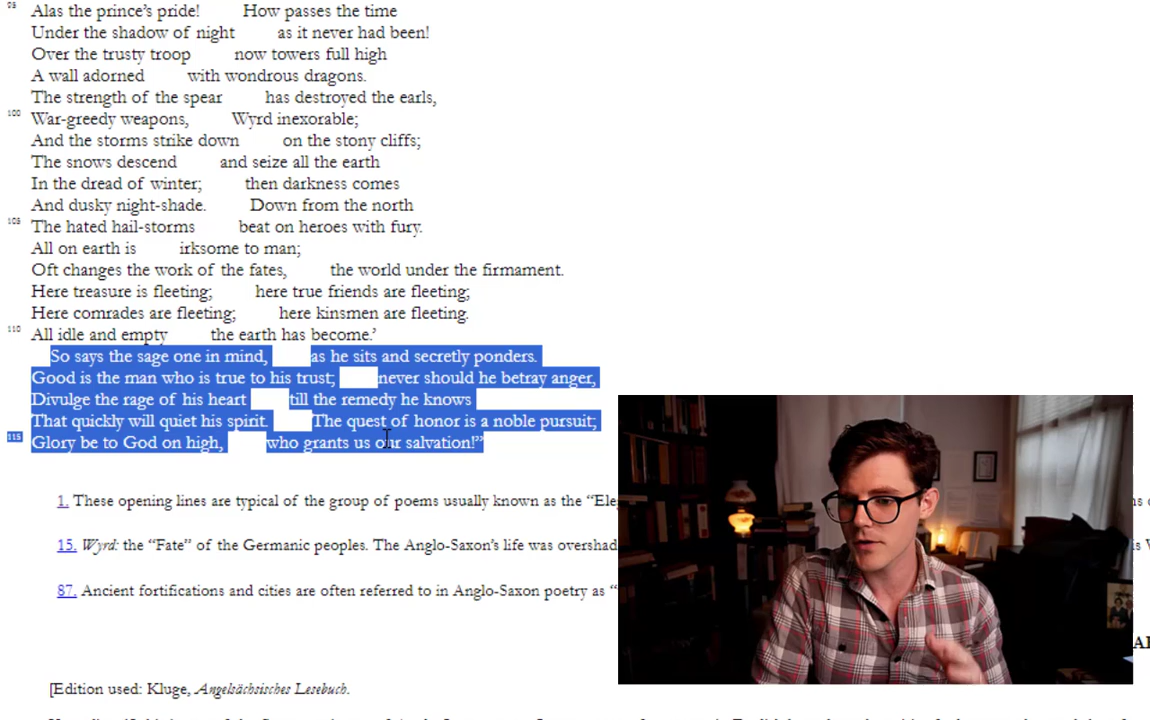 95 Alas the prince's pride! How passes the time
Under the shadow of night as it never had been!
Over the trusty troop now towers full high
A wall adorned with wondrous dragons.
The strength of the spear has destroyed the earls,
100 War-greedy weapons, Wyrd inexorable;
And the storms strike down on the stony cliffs;
The snows descend and seize all the earth
In the dread of winter; then darkness comes
And dusky night-shade. Down from the north
105 The hated hail-storms beat on heroes with fury.
All on earth is irksome to man;
Oft changes the work of the fates, the world under the firmament.
Here treasure is fleeting; here true friends are fleeting;
Here comrades are fleeting; here kinsmen are fleeting.
110 All idle and empty the earth has become.’
So says the sage one in mind, as he sits and secretly ponders.
Good is the man who is true to his trust; never should he betray anger,
Divulge the rage of his heart till the remedy he knows
That quickly will quiet his spirit. The quest of honor is a noble pursuit;
115 Glory be to God on high, who grants us our salvation!”
1. These opening lines are typical of the group of poems usually known as the “Ele
15. Wyrd: the “Fate” of the Germanic peoples. The Anglo-Saxon’s life was overshad
87. Ancient fortifications and cities are often referred to in Anglo-Saxon poetry as “
[Edition used: Kluge, Angelsächsisches Lesebuch.